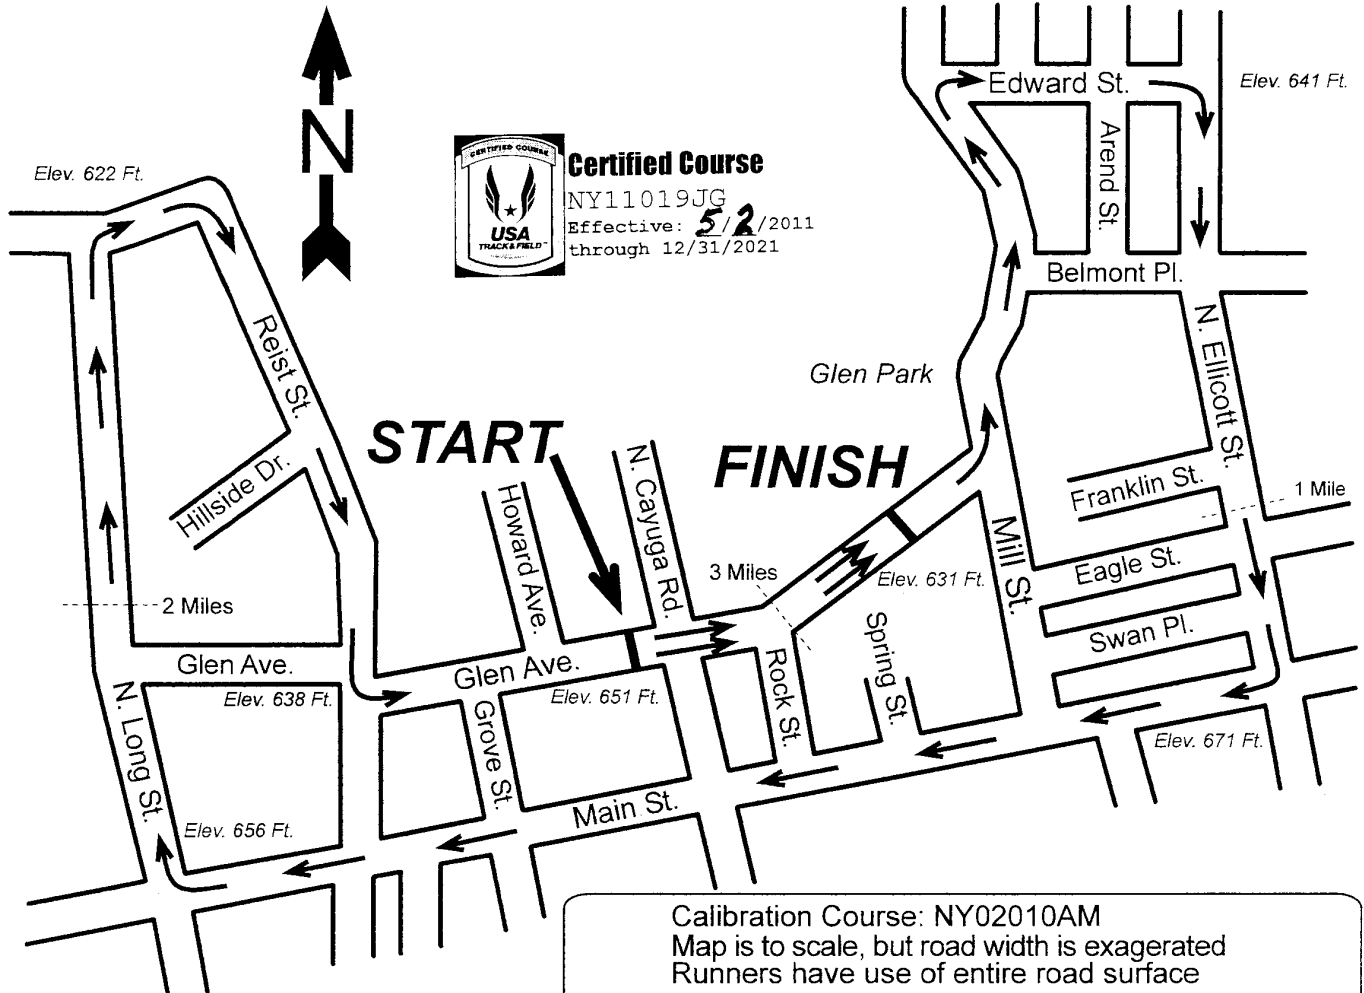 Edward St.
Elev. 641 Ft.
N
CERTIFIED COURSE
USA
TRACK & FIELD
Certified Course
NY11019JG
Effective: 5/2/2011
through 12/31/2021
Elev. 622 Ft.
Arend St.
Belmont Pl.
N. Ellicott St.
Reist St.
Glen Park
START
FINISH
Hillside Dr.
Howard Ave.
N. Cayuga Rd.
Franklin St.
1 Mile
Mill St.
Eagle St.
3 Miles
Elev. 631 Ft.
2 Miles
Spring St.
Swan Pl.
Glen Ave.
Glen Ave.
Rock St.
Elev. 638 Ft.
Elev. 651 Ft.
N. Long St.
Grove St.
Elev. 671 Ft.
Main St.
Elev. 656 Ft.
Calibration Course: NY02010AM
Map is to scale, but road width is exagerated
Runners have use of entire road surface